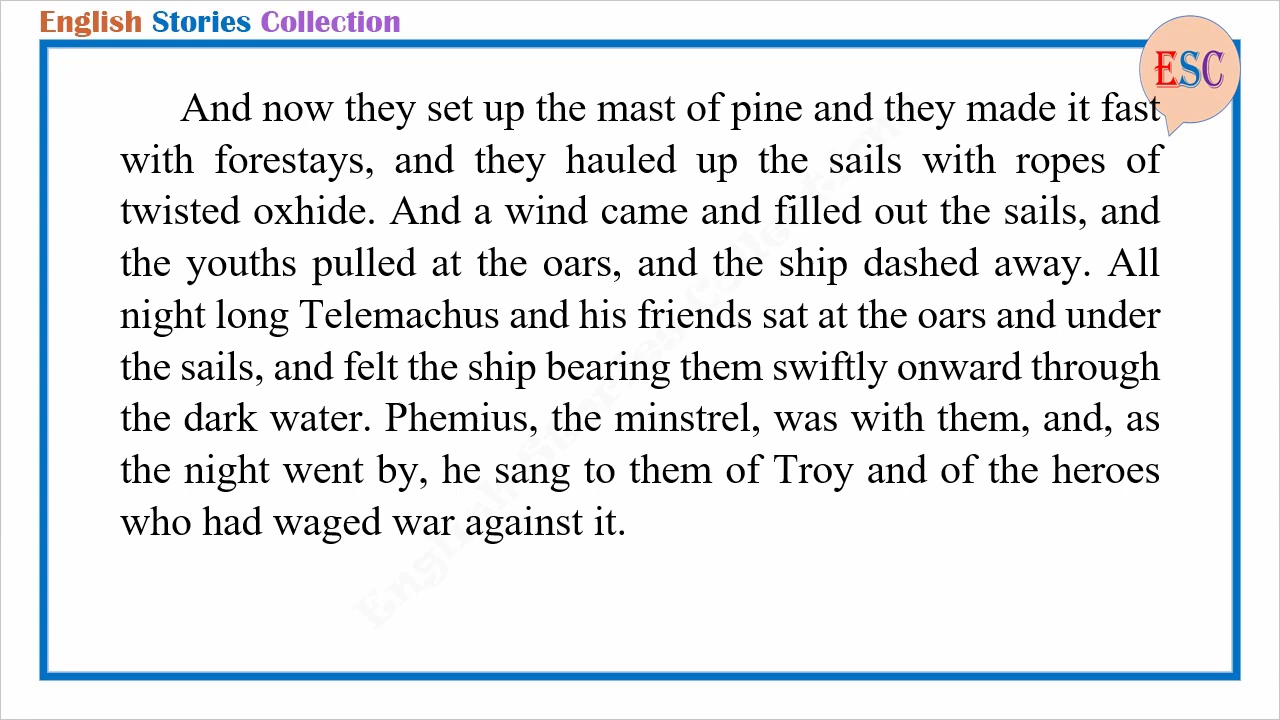 English Stories Collection
ESC
And now they set up the mast of pine and they made it fast
with forestays, and they hauled up the sails with ropes of
twisted oxhide. And a wind came and filled out the sails, and
the youths pulled at the oars, and the ship dashed away. All
night long Telemachus and his friends sat at the oars and under
the sails, and felt the ship bearing them swiftly onward through
the dark water. Phemius, the minstrel, was with them, and, as
the night went by, he sang to them of Troy and of the heroes
who had waged war against it.
English Stories Collection